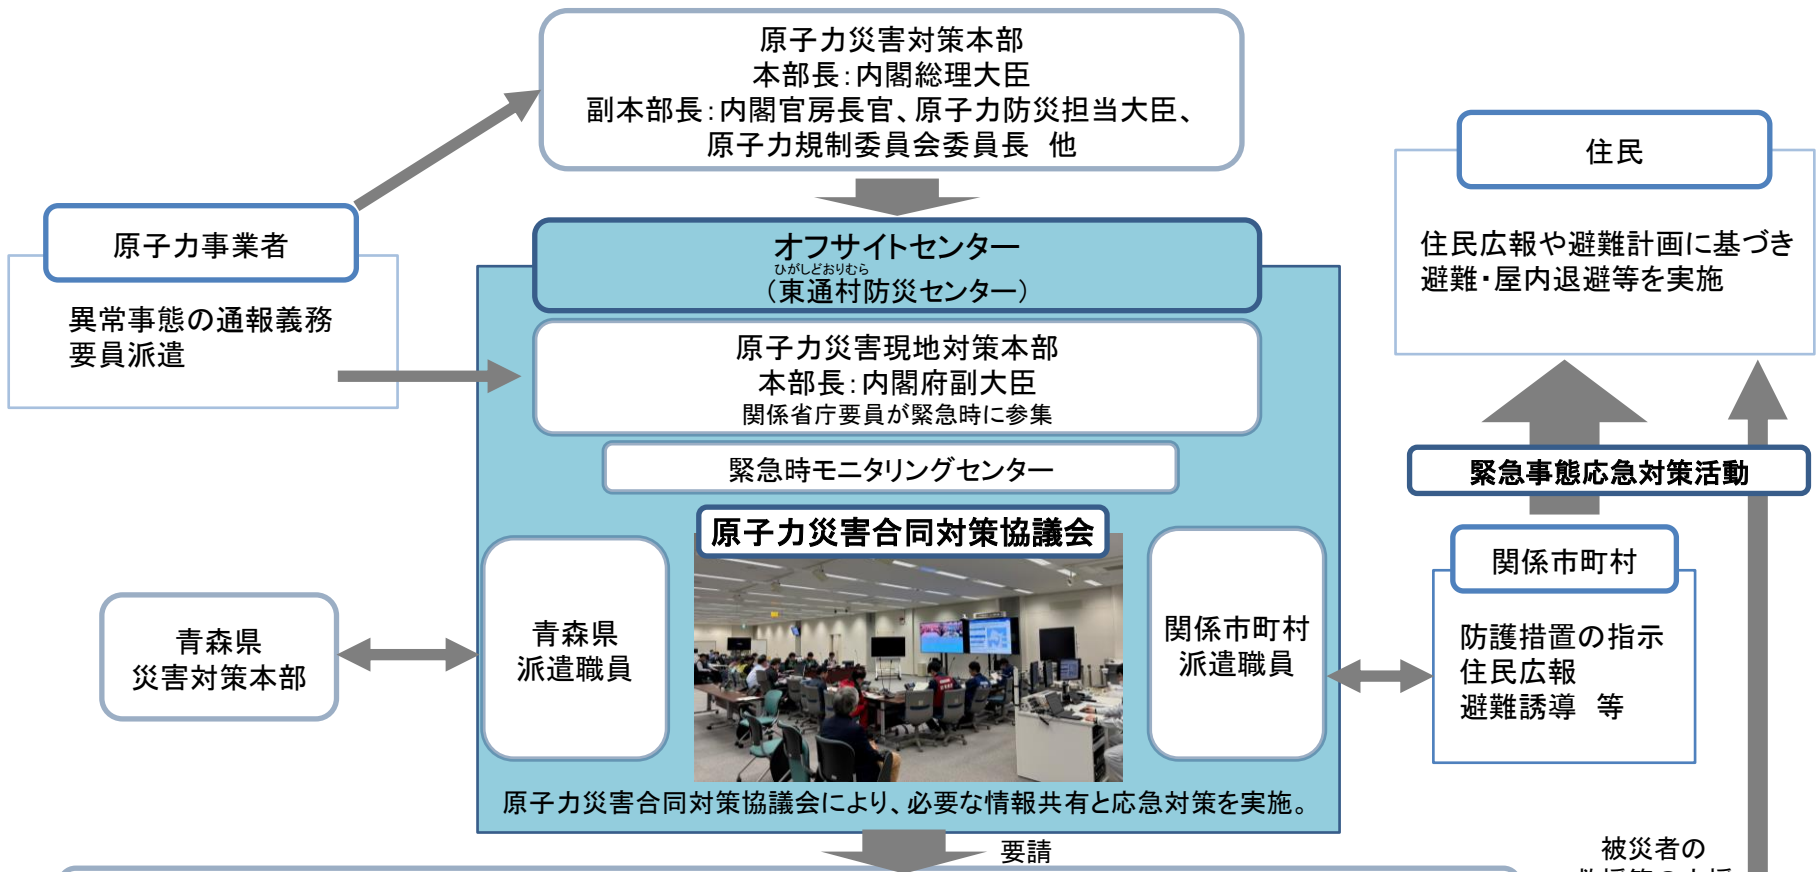 原子力災害対策本部
本部長：内閣総理大臣
副本部長：内閣官房長官、原子力防災担当大臣、
原子力規制委員会委員長　他
原子力事業者
異常事態の通報義務
要員派遣
オフサイトセンター
ひがしどおりむら
（東通村防災センター）
原子力災害現地対策本部
本部長：内閣府副大臣
関係省庁要員が緊急時に参集
緊急時モニタリングセンター
原子力災害合同対策協議会
青森県
災害対策本部
青森県
派遣職員
関係市町村
派遣職員
原子力災害合同対策協議会により、必要な情報共有と応急対策を実施。
要請
住民
住民広報や避難計画に基づき
避難・屋内退避等を実施
緊急事態応急対策活動
関係市町村
防護措置の指示
住民広報
避難誘導　等
被災者の